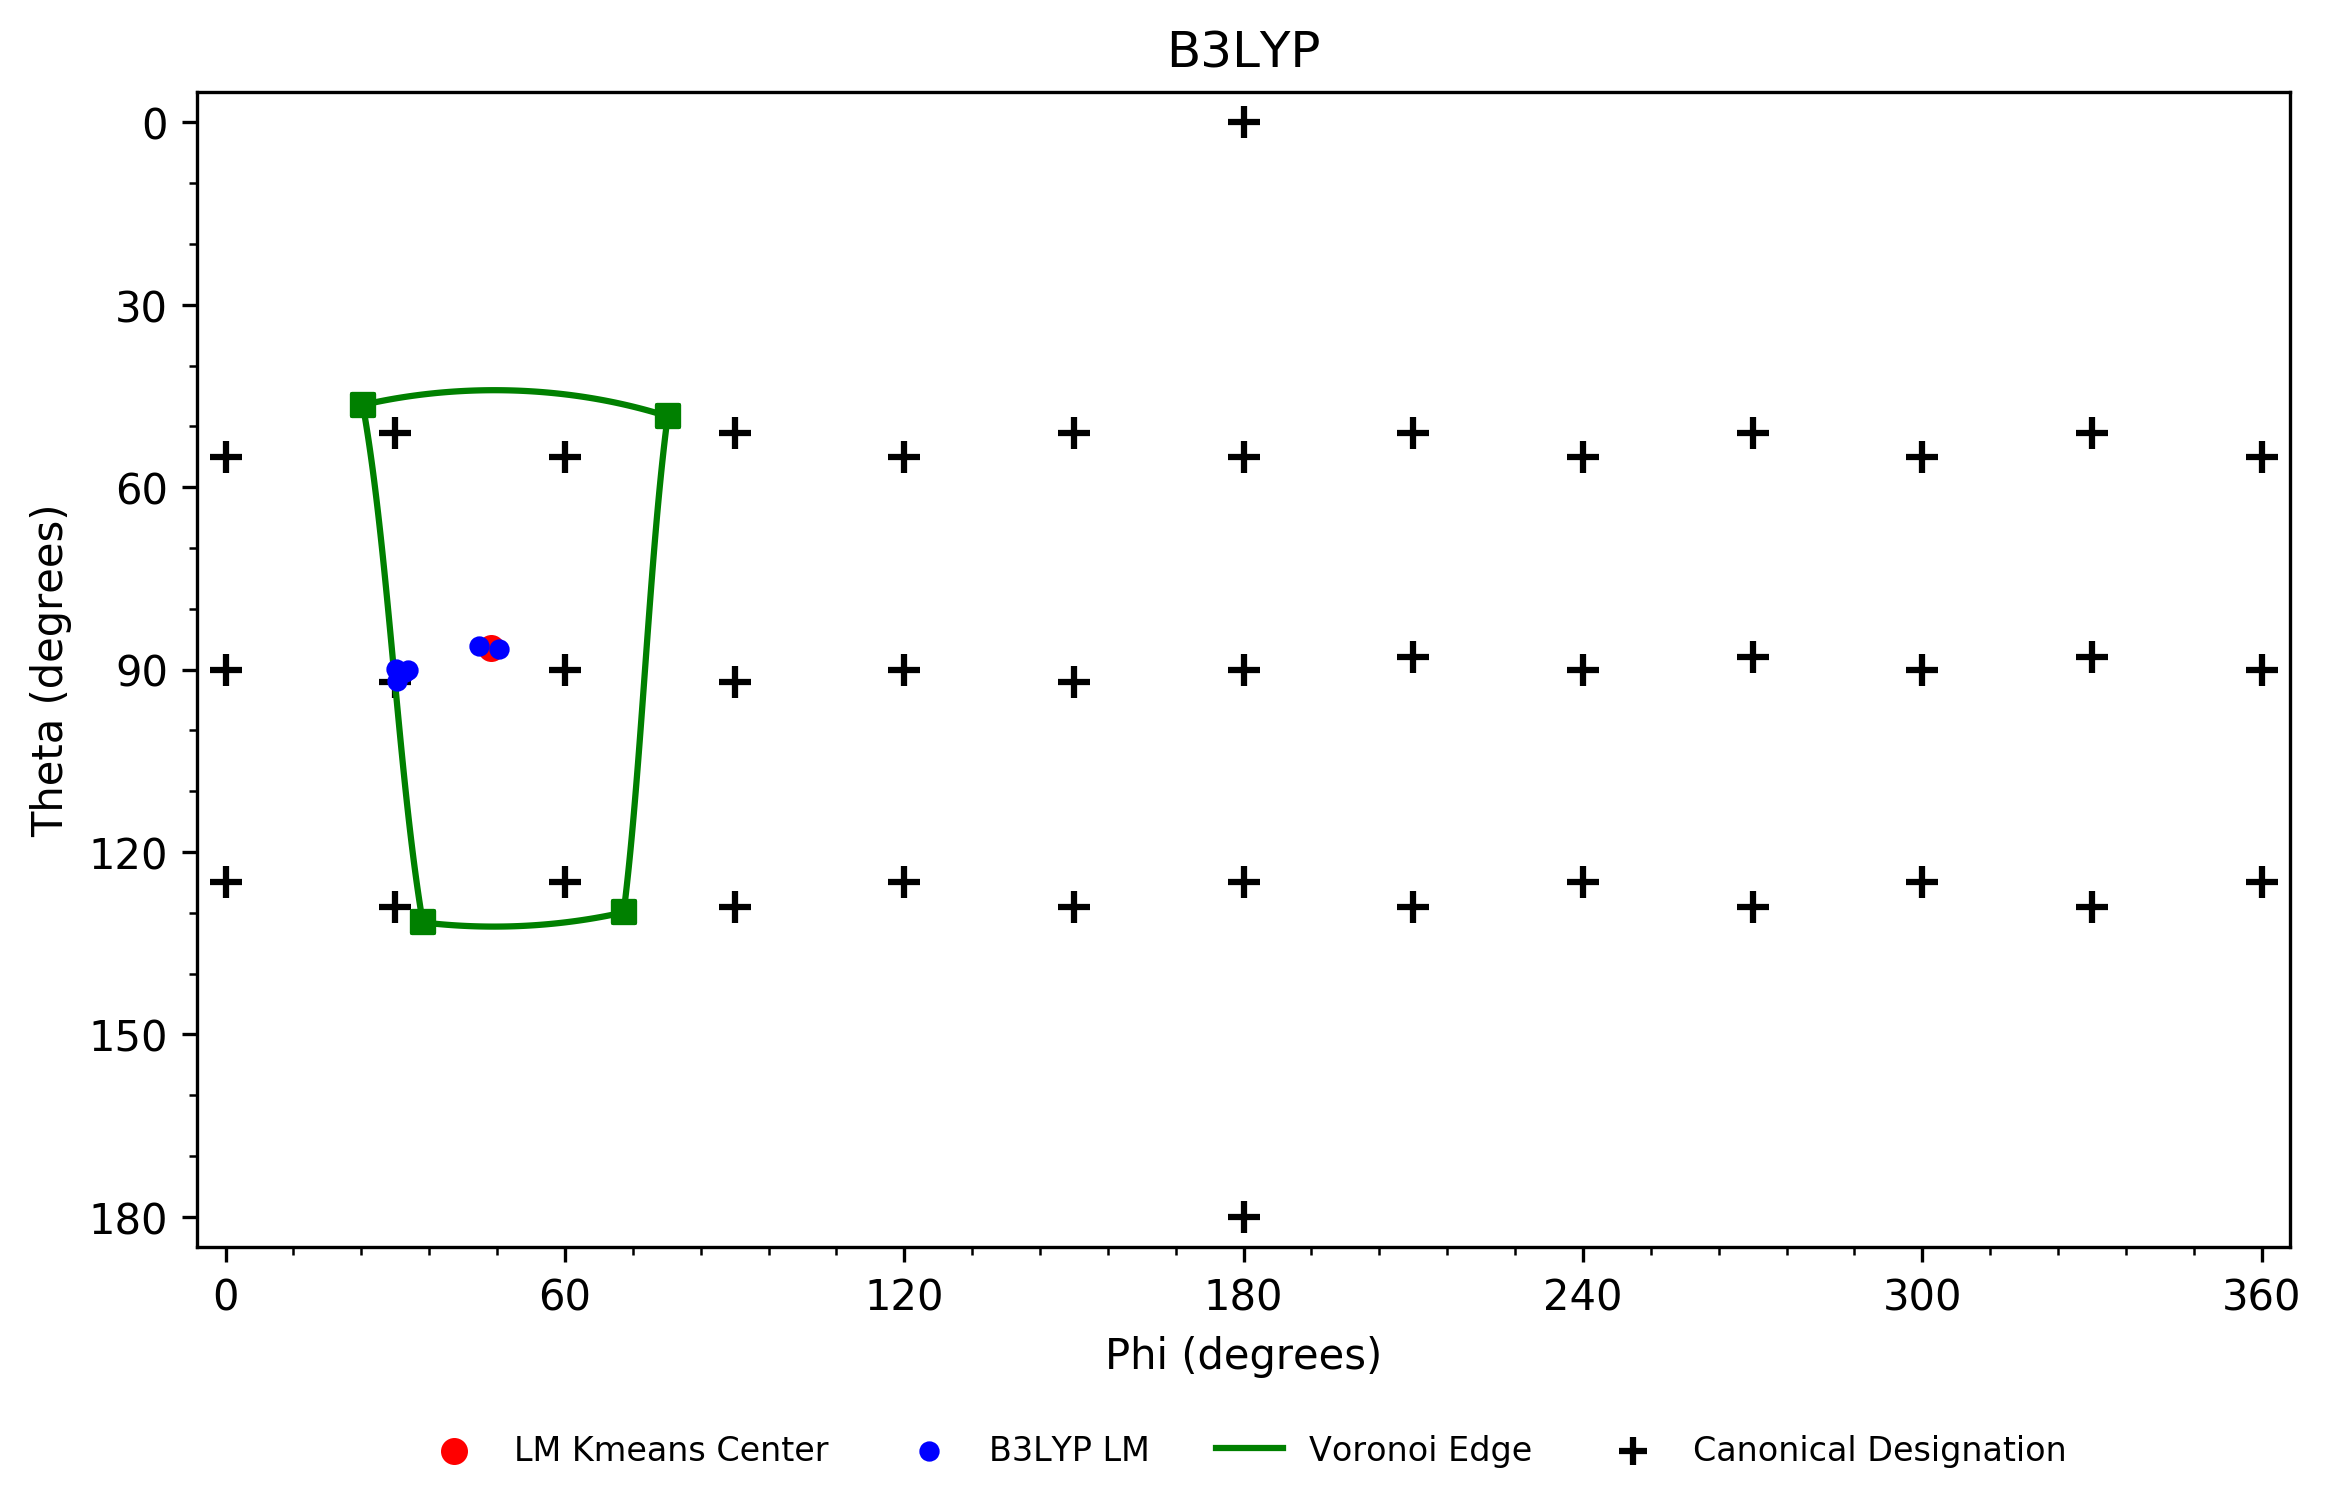 B3LYP
0
30
60
90
120
150
180
Theta (degrees)
0 60 120 180 240 300 360
Phi (degrees)
LM Kmeans Center B3LYP LM Voronoi Edge Canonical Designation